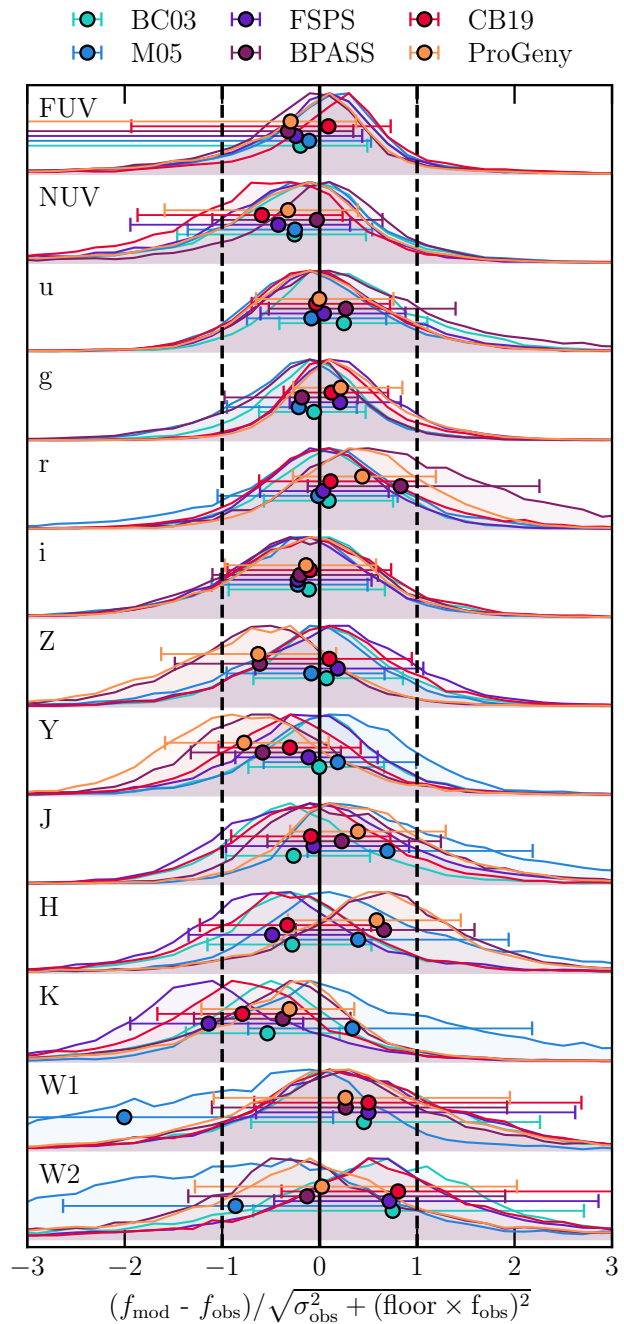 BC03 FSPS CB19
M05 BPASS ProGeny
FUV
NUV
u
g
r
i
Z
Y
J
H
K
W1
W2
−3 −2 −1 0 1 2 3
(f_mod - f_obs)/√(σ²_obs + (floor × f_obs)²)